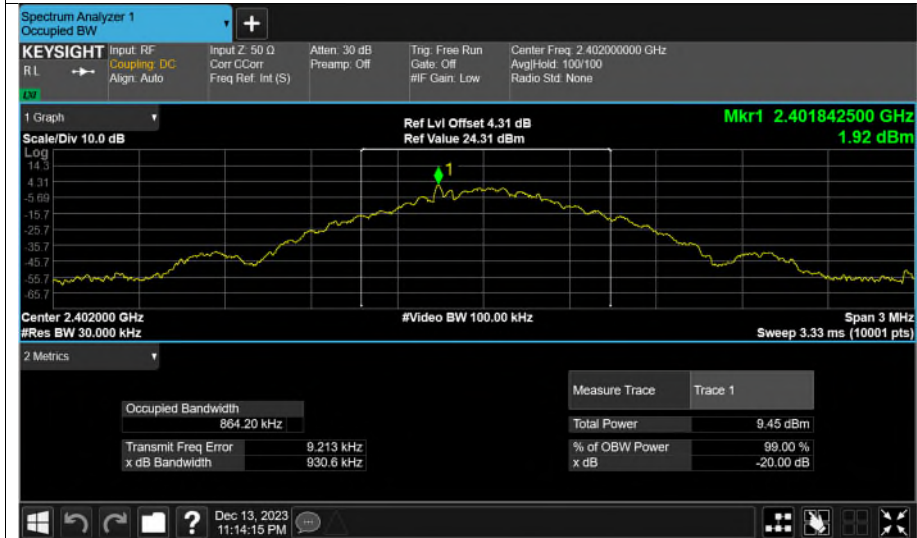 Spectrum Analyzer 1
Occupied BW
+
KEYSIGHT Input: RF Input Z: 50 Ω Atten: 30 dB Trig: Free Run Center Freq: 2.402000000 GHz
RL Coupling: DC Corr CCorr Preamp: Off Gate: Off Avg|Hold: 100/100
Align: Auto Freq Ref: Int (S) #IF Gain: Low Radio Std: None
LXI
1 Graph Ref Lvl Offset 4.31 dB Mkr1 2.401842500 GHz
Scale/Div 10.0 dB Ref Value 24.31 dBm 1.92 dBm
Log
14.3
1
4.31
-5.69
-15.7
-25.7
-35.7
-45.7
-55.7
-65.7
Center 2.402000 GHz #Video BW 100.00 kHz Span 3 MHz
#Res BW 30.000 kHz Sweep 3.33 ms (10001 pts)
2 Metrics
Measure Trace Trace 1
Occupied Bandwidth
864.20 kHz Total Power 9.45 dBm
Transmit Freq Error 9.213 kHz % of OBW Power 99.00 %
x dB Bandwidth 930.6 kHz x dB -20.00 dB
? Dec 13, 2023
11:14:15 PM